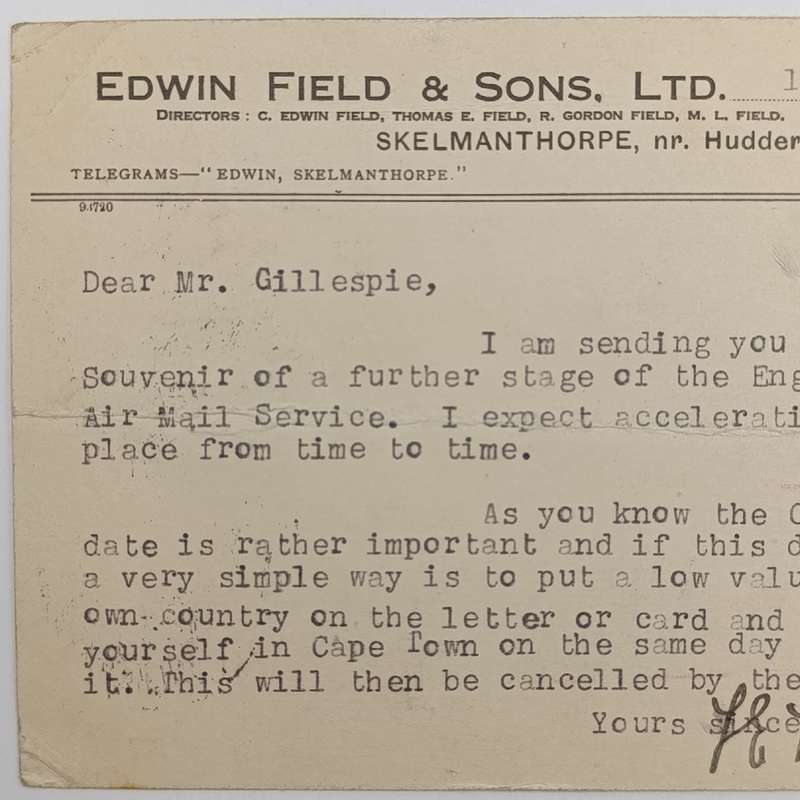 EDWIN FIELD & SONS, LTD. 1
DIRECTORS : C. EDWIN FIELD, THOMAS E. FIELD, R. GORDON FIELD, M. L. FIELD.
SKELMANTHORPE, nr. Hudder
TELEGRAMS—"EDWIN, SKELMANTHORPE."
Dear Mr. Gillespie,
I am sending you
Souvenir of a further stage of the Eng
Air Mail Service. I expect accelerati
place from time to time.
As you know the C
date is rather important and if this d
a very simple way is to put a low valu
own country on the letter or card and
yourself in Cape Town on the same day
it. This will then be cancelled by the
Yours since